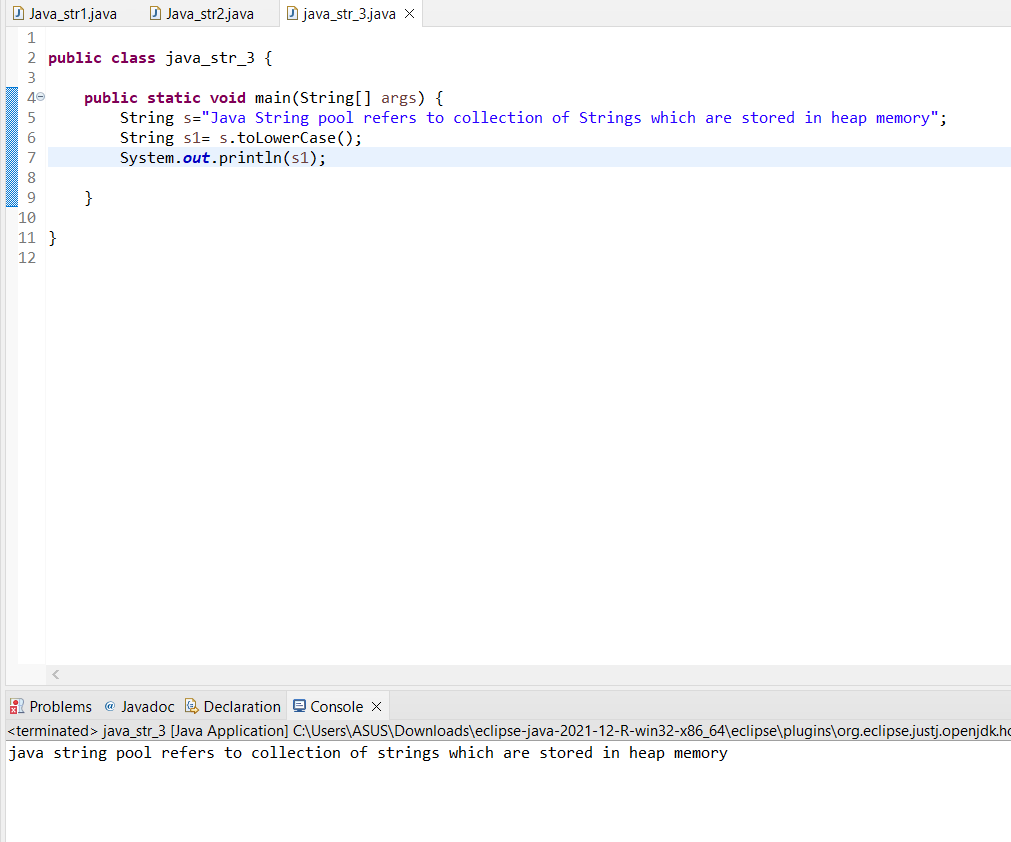 Java_str1.java Java_str2.java java_str_3.java
1
2 public class java_str_3 {
3
4 public static void main(String[] args) {
5 String s="Java String pool refers to collection of Strings which are stored in heap memory";
6 String s1= s.toLowerCase();
7 System.out.println(s1);
8
9 }
10
11 }
12
Problems @ Javadoc Declaration Console
<terminated> java_str_3 [Java Application] C:\Users\ASUS\Downloads\eclipse-java-2021-12-R-win32-x86_64\eclipse\plugins\org.eclipse.justj.openjdk.ho
java string pool refers to collection of strings which are stored in heap memory